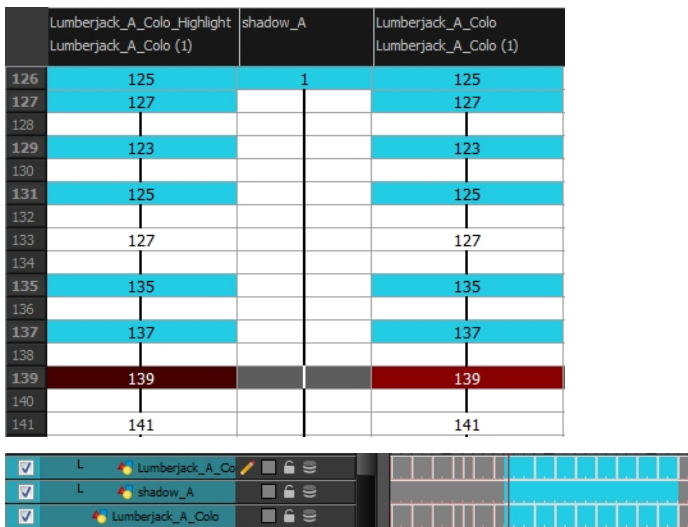 Lumberjack_A_Colo_Highlight shadow_A Lumberjack_A_Colo
Lumberjack_A_Colo (1) Lumberjack_A_Colo (1)
126 125 1 125
127 127 127
128
129 123 123
130
131 125 125
132
133 127 127
134
135 135 135
136
137 137 137
138
139 139 139
140
141 141 141
Lumberjack_A_Co
shadow_A
Lumberjack_A_Colo